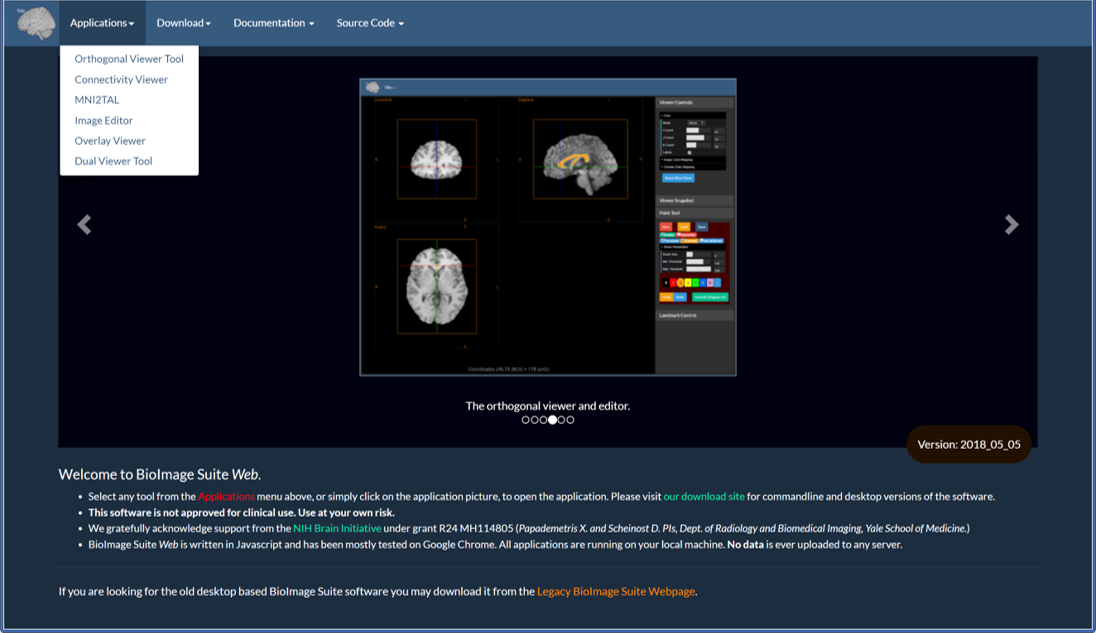 Yale
Applications
Download
Documentation
Source Code
Orthogonal Viewer Tool
Connectivity Viewer
MNI2TAL
Image Editor
Overlay Viewer
Dual Viewer Tool
File
Viewer Controls
Labels
Viewer Snapshot
Paint Tool
Landmark Control
The orthogonal viewer and editor.
Version: 2018_05_05
Welcome to BioImage Suite Web.
Select any tool from the Applications menu above, or simply click on the application picture, to open the application. Please visit our download site for commandline and desktop versions of the software.
This software is not approved for clinical use. Use at your own risk.
We gratefully acknowledge support from the NIH Brain Initiative under grant R24 MH114805 (Papademetris X. and Scheinost D. PIs, Dept. of Radiology and Biomedical Imaging, Yale School of Medicine.)
BioImage Suite Web is written in Javascript and has been mostly tested on Google Chrome. All applications are running on your local machine. No data is ever uploaded to any server.
If you are looking for the old desktop based BioImage Suite software you may download it from the Legacy BioImage Suite Webpage.